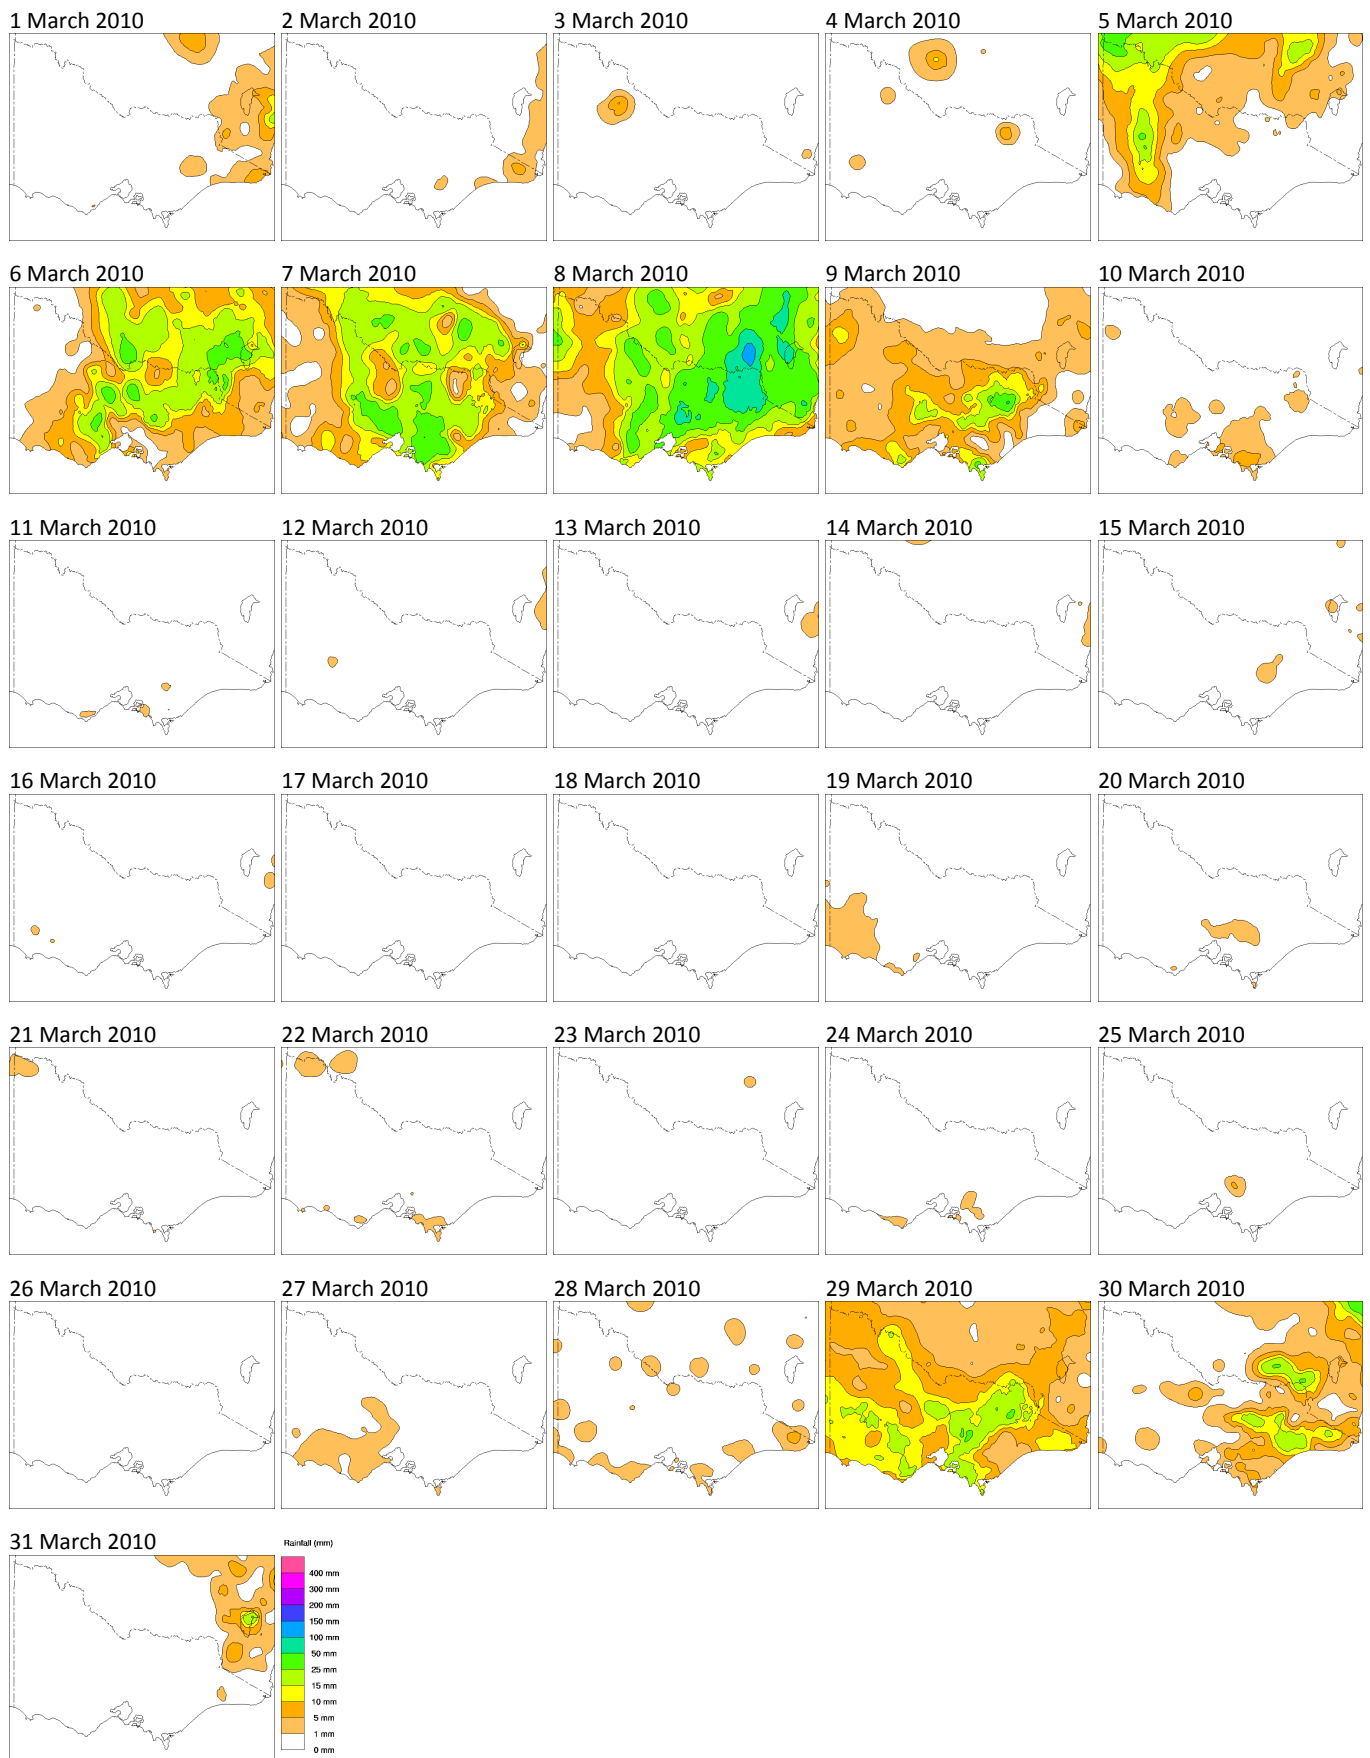 1 March 2010
2 March 2010
3 March 2010
4 March 2010
5 March 2010
6 March 2010
7 March 2010
8 March 2010
9 March 2010
10 March 2010
11 March 2010
12 March 2010
13 March 2010
14 March 2010
15 March 2010
16 March 2010
17 March 2010
18 March 2010
19 March 2010
20 March 2010
21 March 2010
22 March 2010
23 March 2010
24 March 2010
25 March 2010
26 March 2010
27 March 2010
28 March 2010
29 March 2010
30 March 2010
31 March 2010
Rainfall (mm)
400 mm
300 mm
200 mm
150 mm
100 mm
50 mm
25 mm
15 mm
10 mm
5 mm
1 mm
0 mm